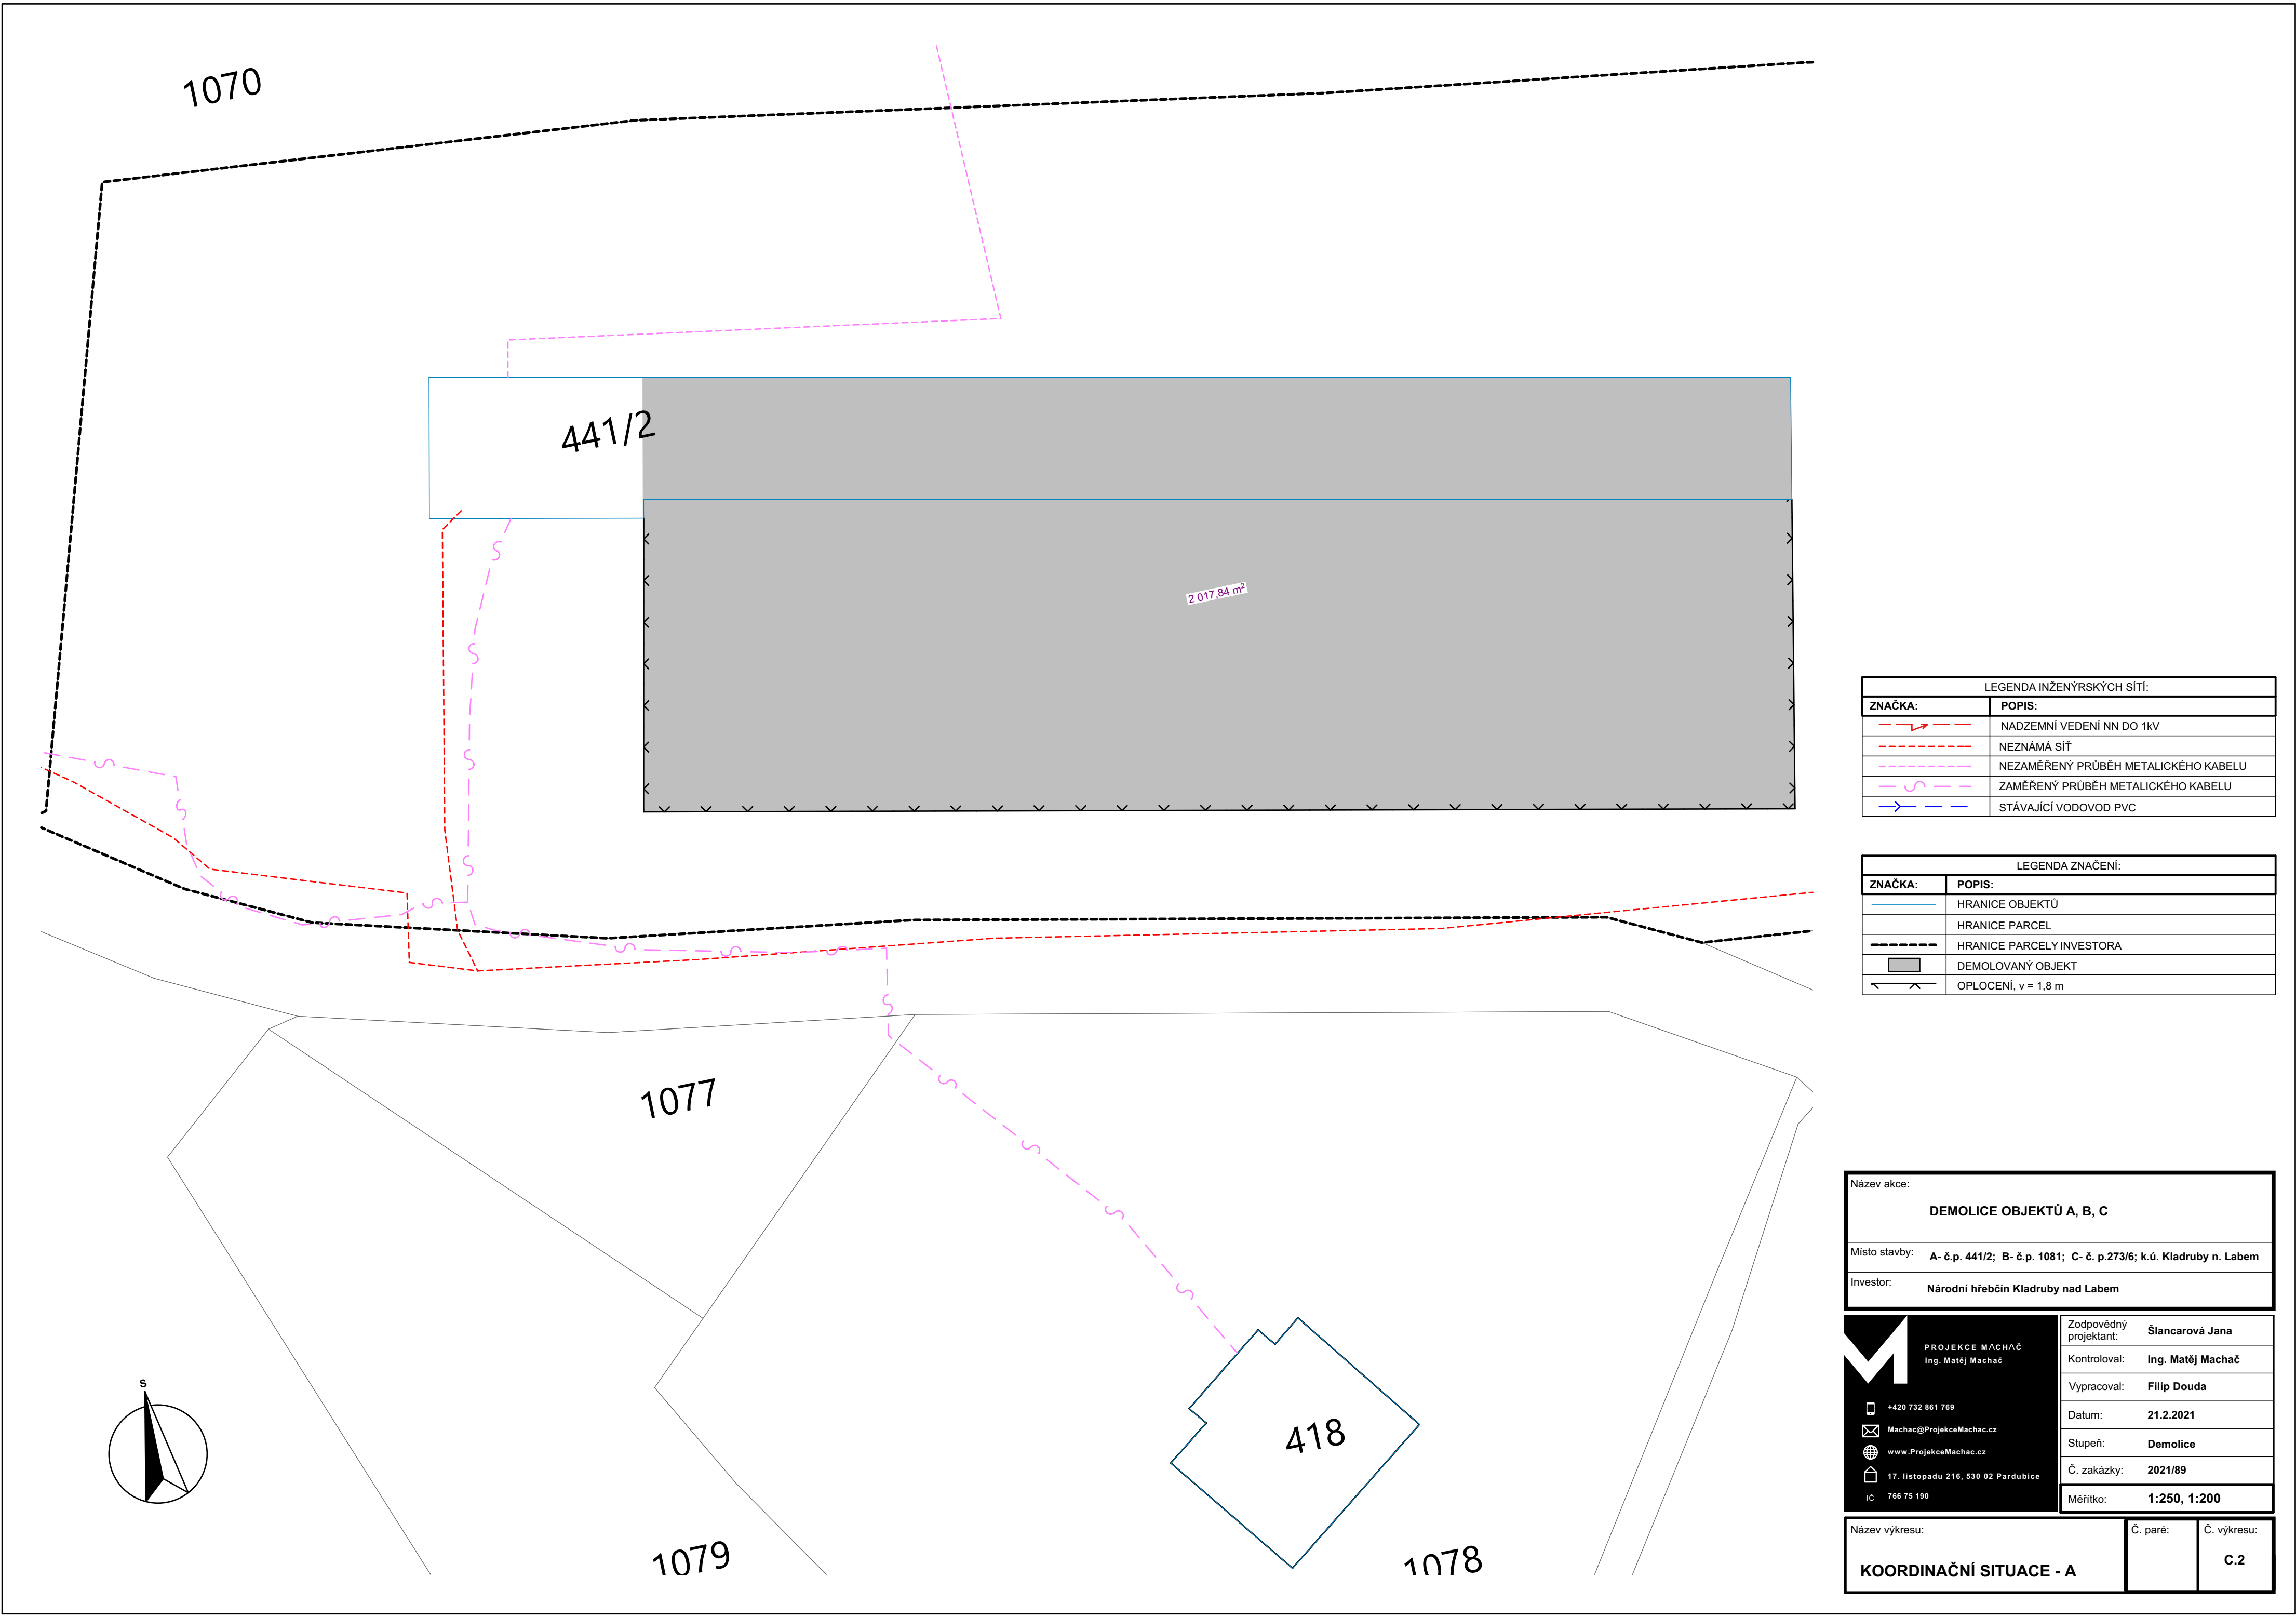 1070
441/2
2 017,84 m²
1077
418
1079
1078
S
LEGENDA INŽENÝRSKÝCH SÍTÍ:
ZNAČKA: POPIS:
NADZEMNÍ VEDENÍ NN DO 1kV
NEZNÁMÁ SÍŤ
NEZAMĚŘENÝ PRŮBĚH METALICKÉHO KABELU
ZAMĚŘENÝ PRŮBĚH METALICKÉHO KABELU
STÁVAJÍCÍ VODOVOD PVC
LEGENDA ZNAČENÍ:
ZNAČKA: POPIS:
HRANICE OBJEKTŮ
HRANICE PARCEL
HRANICE PARCELY INVESTORA
DEMOLOVANÝ OBJEKT
OPLOCENÍ, v = 1,8 m
Název akce:
DEMOLICE OBJEKTŮ A, B, C
Místo stavby: A- č.p. 441/2; B- č.p. 1081; C- č. p.273/6; k.ú. Kladruby n. Labem
Investor: Národní hřebčín Kladruby nad Labem
PROJEKCE MACHAČ
Ing. Matěj Machač
+420 732 861 769
Machac@ProjekceMachac.cz
www.ProjekceMachac.cz
17. listopadu 216, 530 02 Pardubice
IČ 766 75 190
Zodpovědný
projektant: Šlancarová Jana
Kontroloval: Ing. Matěj Machač
Vypracoval: Filip Douda
Datum: 21.2.2021
Stupeň: Demolice
Č. zakázky: 2021/89
Měřítko: 1:250, 1:200
Název výkresu:
KOORDINAČNÍ SITUACE - A
Č. paré:
Č. výkresu:
C.2